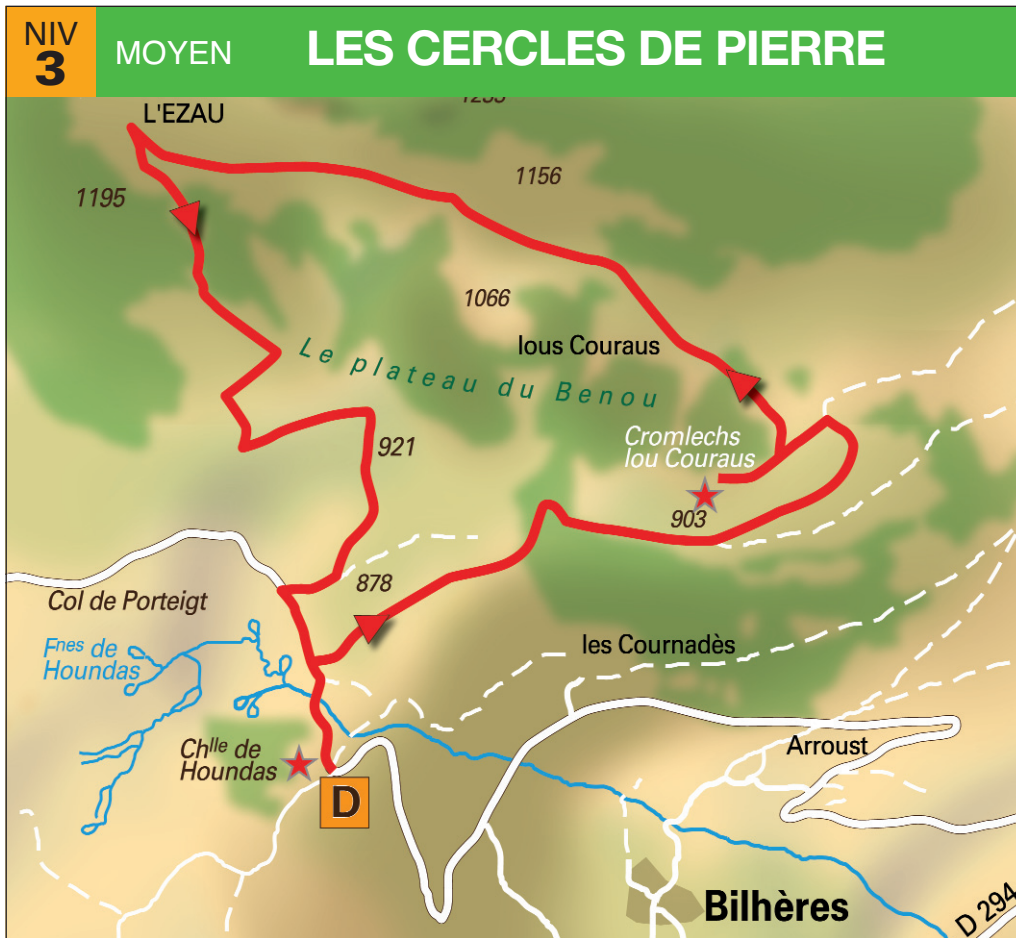 NIV
3
MOYEN
LES CERCLES DE PIERRE
L'EZAU
1156
1195
1066
lous Couraus
Le plateau du Benou
Cromlechs
lou Couraus
921
903
878
Col de Porteigt
Fnes de
Houndas
les Cournadès
Chlle de
Houndas
Arroust
D
Bilhères
D 294